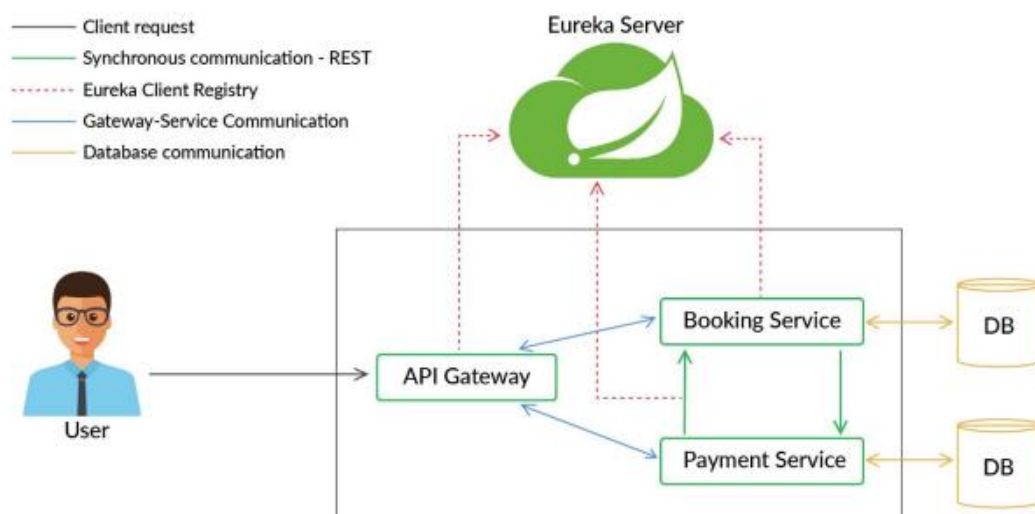 Client request
Synchronous communication - REST
Eureka Client Registry
Gateway-Service Communication
Database communication
Eureka Server
Booking Service
DB
API Gateway
User
Payment Service
DB